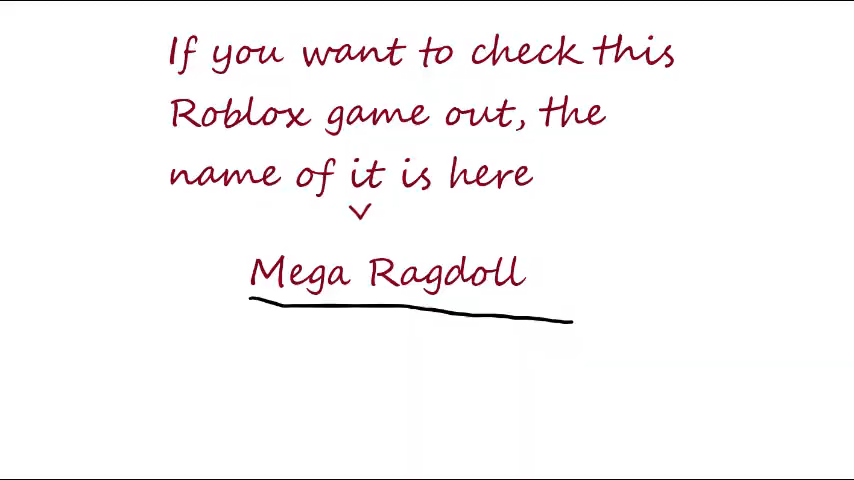 If you want to check this
Roblox game out, the
name of it is here
Mega Ragdoll